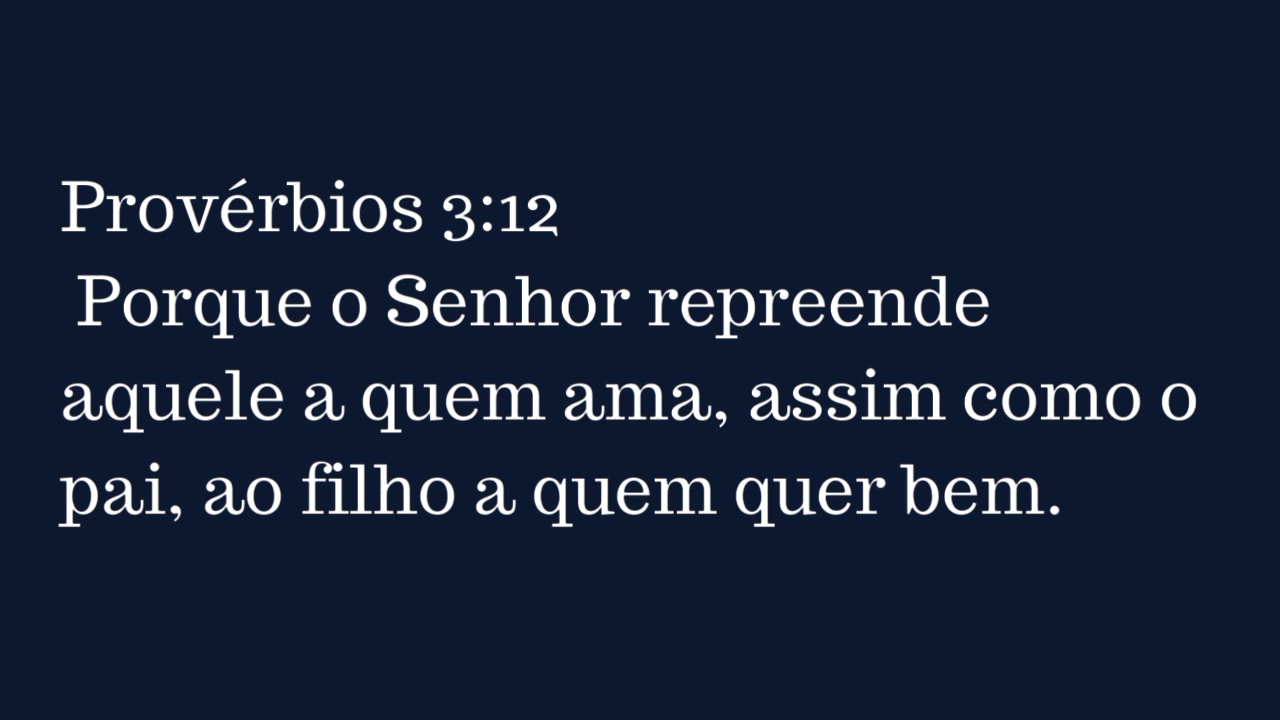 Provérbios 3:12
Porque o Senhor repreende
aquele a quem ama, assim como o
pai, ao filho a quem quer bem.